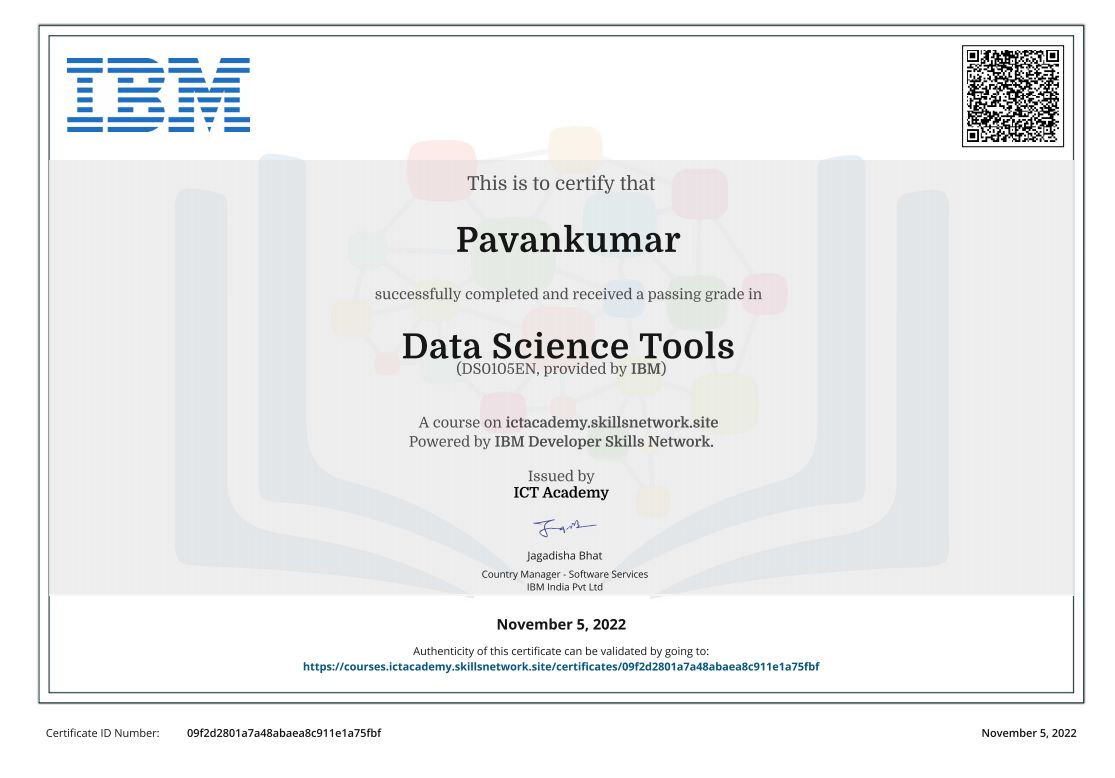 IBM
This is to certify that
Pavankumar
successfully completed and received a passing grade in
Data Science Tools
(DS0105EN, provided by IBM)
A course on ictacademy.skillsnetwork.site
Powered by IBM Developer Skills Network.
Issued by
ICT Academy
Jagadisha Bhat
Country Manager - Software Services
IBM India Pvt Ltd
November 5, 2022
Authenticity of this certificate can be validated by going to:
https://courses.ictacademy.skillsnetwork.site/certificates/09f2d2801a7a48abaea8c911e1a75fbf
Certificate ID Number: 09f2d2801a7a48abaea8c911e1a75fbf November 5, 2022